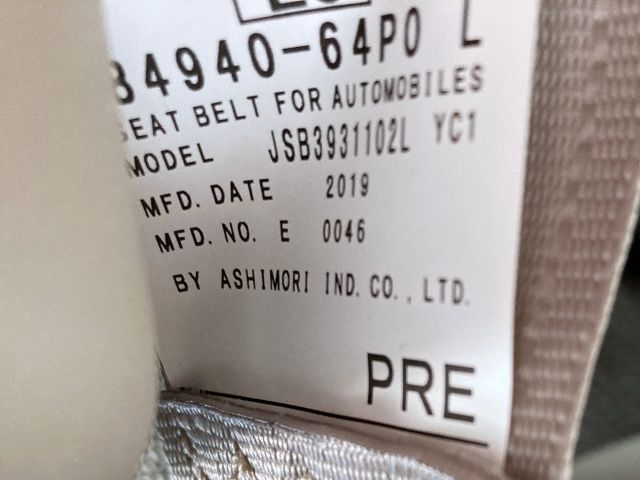 84940-64P0 L
SEAT BELT FOR AUTOMOBILES
MODEL JSB3931102L YC1
MFD. DATE 2019
MFD. NO. E 0046
BY ASHIMORI IND. CO., LTD.
PRE